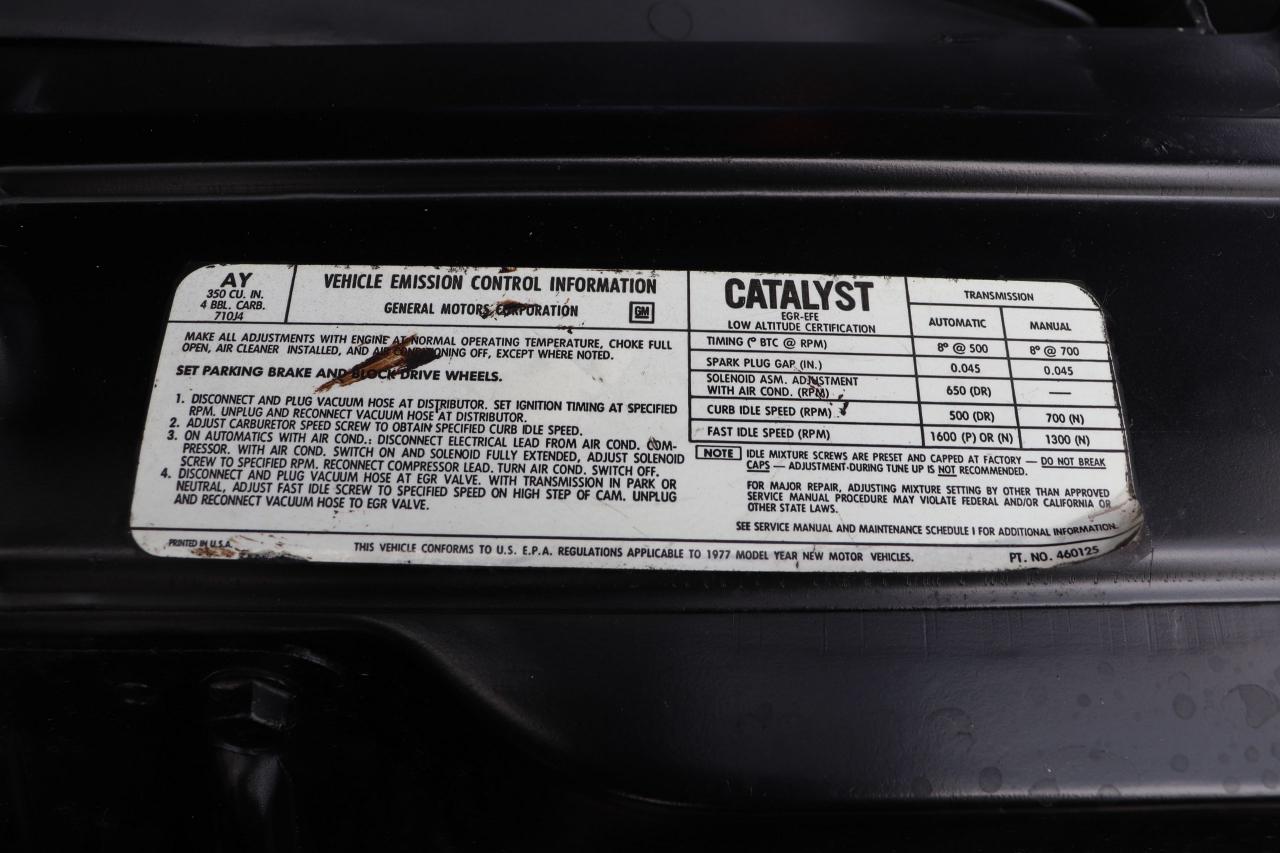 AY
350 CU. IN.
4 BBL. CARB.
710J4
VEHICLE EMISSION CONTROL INFORMATION
GENERAL MOTORS CORPORATION
GM
MAKE ALL ADJUSTMENTS WITH ENGINE AT NORMAL OPERATING TEMPERATURE, CHOKE FULL
OPEN, AIR CLEANER INSTALLED, AND AIR CONDITIONING OFF, EXCEPT WHERE NOTED.
SET PARKING BRAKE AND BLOCK DRIVE WHEELS.
1. DISCONNECT AND PLUG VACUUM HOSE AT DISTRIBUTOR. SET IGNITION TIMING AT SPECIFIED
RPM. UNPLUG AND RECONNECT VACUUM HOSE AT DISTRIBUTOR.
2. ADJUST CARBURETOR SPEED SCREW TO OBTAIN SPECIFIED CURB IDLE SPEED.
3. ON AUTOMATICS WITH AIR COND.: DISCONNECT ELECTRICAL LEAD FROM AIR COND. COM-
PRESSOR. WITH AIR COND. SWITCH ON AND SOLENOID FULLY EXTENDED, ADJUST SOLENOID
SCREW TO SPECIFIED RPM. RECONNECT COMPRESSOR LEAD. TURN AIR COND. SWITCH OFF.
4. DISCONNECT AND PLUG VACUUM HOSE AT EGR VALVE. WITH TRANSMISSION IN PARK OR
NEUTRAL, ADJUST FAST IDLE SCREW TO SPECIFIED SPEED ON HIGH STEP OF CAM. UNPLUG
AND RECONNECT VACUUM HOSE TO EGR VALVE.
CATALYST
EGR-EFE
LOW ALTITUDE CERTIFICATION
TRANSMISSION
AUTOMATIC MANUAL
TIMING (° BTC @ RPM) 8° @ 500 8° @ 700
SPARK PLUG GAP (IN.) 0.045 0.045
SOLENOID ASM. ADJUSTMENT
WITH AIR COND. (RPM) 650 (DR) —
CURB IDLE SPEED (RPM) 500 (DR) 700 (N)
FAST IDLE SPEED (RPM) 1600 (P) OR (N) 1300 (N)
NOTE IDLE MIXTURE SCREWS ARE PRESET AND CAPPED AT FACTORY — DO NOT BREAK
CAPS — ADJUSTMENT DURING TUNE UP IS NOT RECOMMENDED.
FOR MAJOR REPAIR, ADJUSTING MIXTURE SETTING BY OTHER THAN APPROVED
SERVICE MANUAL PROCEDURE MAY VIOLATE FEDERAL AND/OR CALIFORNIA OR
OTHER STATE LAWS.
SEE SERVICE MANUAL AND MAINTENANCE SCHEDULE I FOR ADDITIONAL INFORMATION.
PRINTED IN U.S.A.
THIS VEHICLE CONFORMS TO U.S. E.P.A. REGULATIONS APPLICABLE TO 1977 MODEL YEAR NEW MOTOR VEHICLES.
PT. NO. 460125